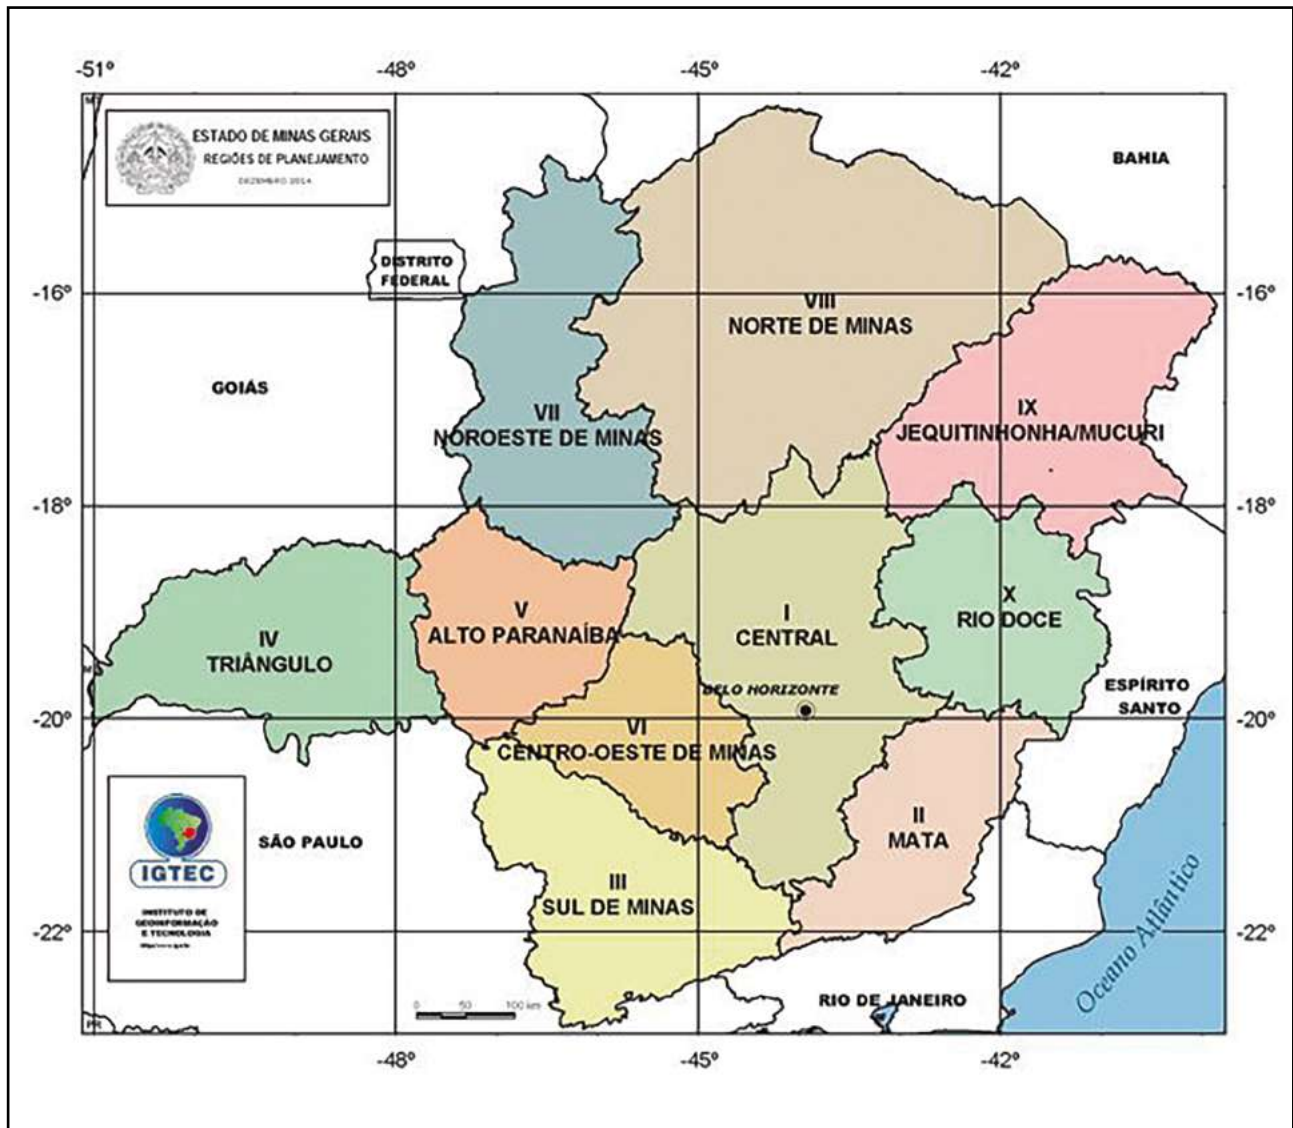 -51º -48º -45º -42º
ESTADO DE MINAS GERAIS
REGIÕES DE PLANEJAMENTO
DEZEMBRO 2014
BAHIA
DISTRITO
FEDERAL
-16º -16º
VIII
NORTE DE MINAS
GOIÁS
VII
NOROESTE DE MINAS
IX
JEQUITINHONHA/MUCURI
-18º -18º
V
ALTO PARANAÍBA
X
RIO DOCE
I
CENTRAL
IV
TRIÂNGULO
BELO HORIZONTE
ESPÍRITO
SANTO
-20º -20º
VI
CENTRO-OESTE DE MINAS
IGTEC
INSTITUTO DE
GEOINFORMAÇÃO
E TECNOLOGIA
SÃO PAULO
II
MATA
III
SUL DE MINAS
-22º -22º
Oceano Atlântico
0 50 100 km
RIO DE JANEIRO
PR
-48º -45º -42º